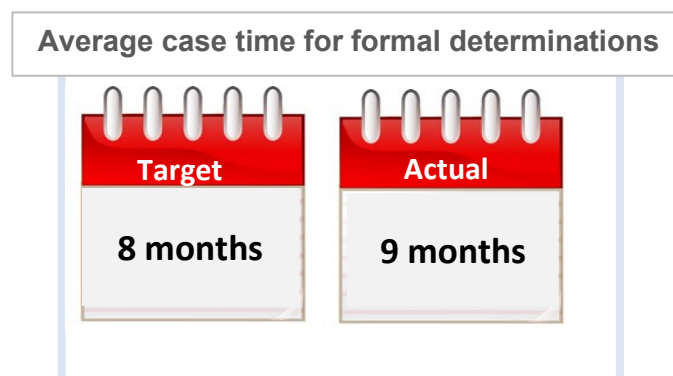 Average case time for formal determinations
Target
Actual
8 months
9 months